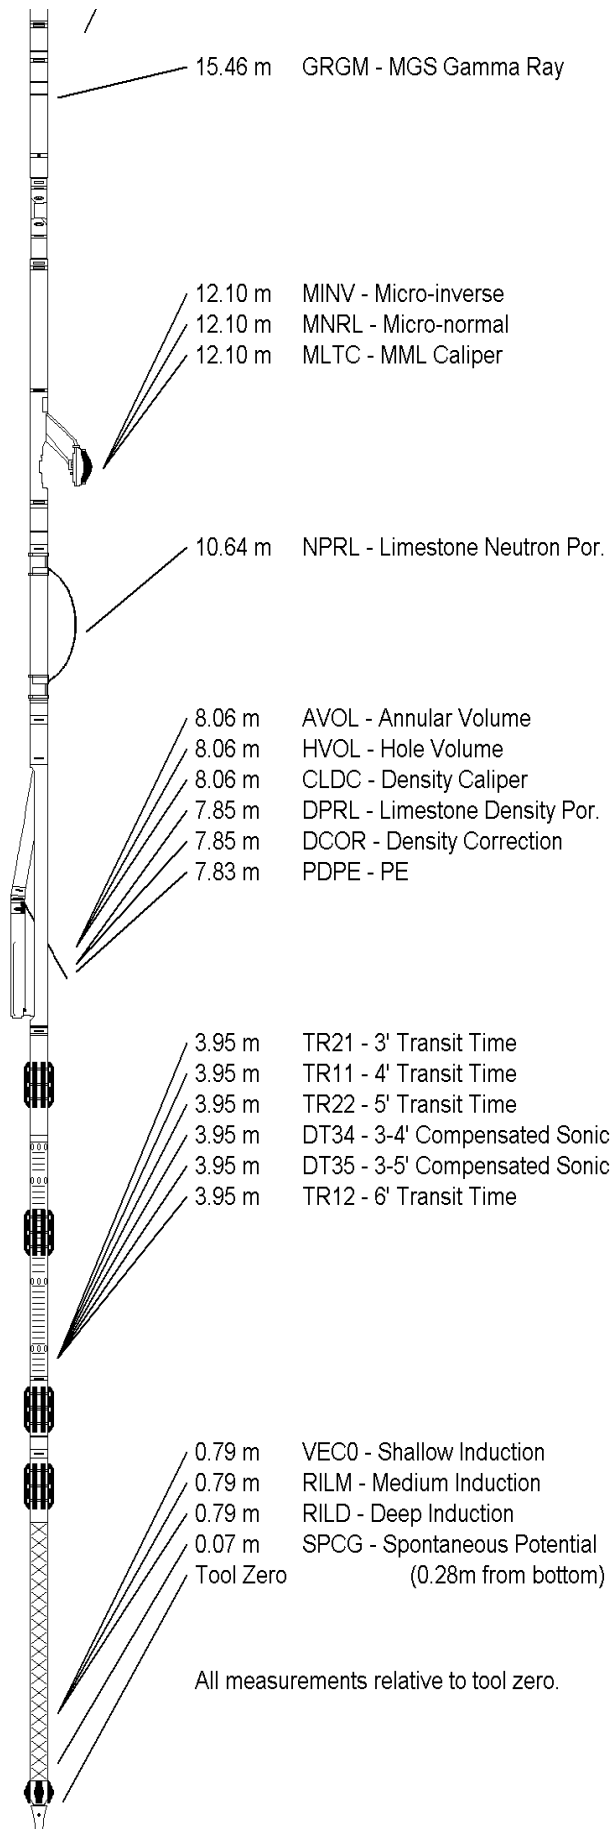 15.46 m GRGM - MGS Gamma Ray
12.10 m MINV - Micro-inverse
12.10 m MNRL - Micro-normal
12.10 m MLTC - MML Caliper
10.64 m NPRL - Limestone Neutron Por.
8.06 m AVOL - Annular Volume
8.06 m HVOL - Hole Volume
8.06 m CLDC - Density Caliper
7.85 m DPRL - Limestone Density Por.
7.85 m DCOR - Density Correction
7.83 m PDPE - PE
3.95 m TR21 - 3' Transit Time
3.95 m TR11 - 4' Transit Time
3.95 m TR22 - 5' Transit Time
3.95 m DT34 - 3-4' Compensated Sonic
3.95 m DT35 - 3-5' Compensated Sonic
3.95 m TR12 - 6' Transit Time
0.79 m VEC0 - Shallow Induction
0.79 m RILM - Medium Induction
0.79 m RILD - Deep Induction
0.07 m SPCG - Spontaneous Potential
Tool Zero (0.28m from bottom)
All measurements relative to tool zero.